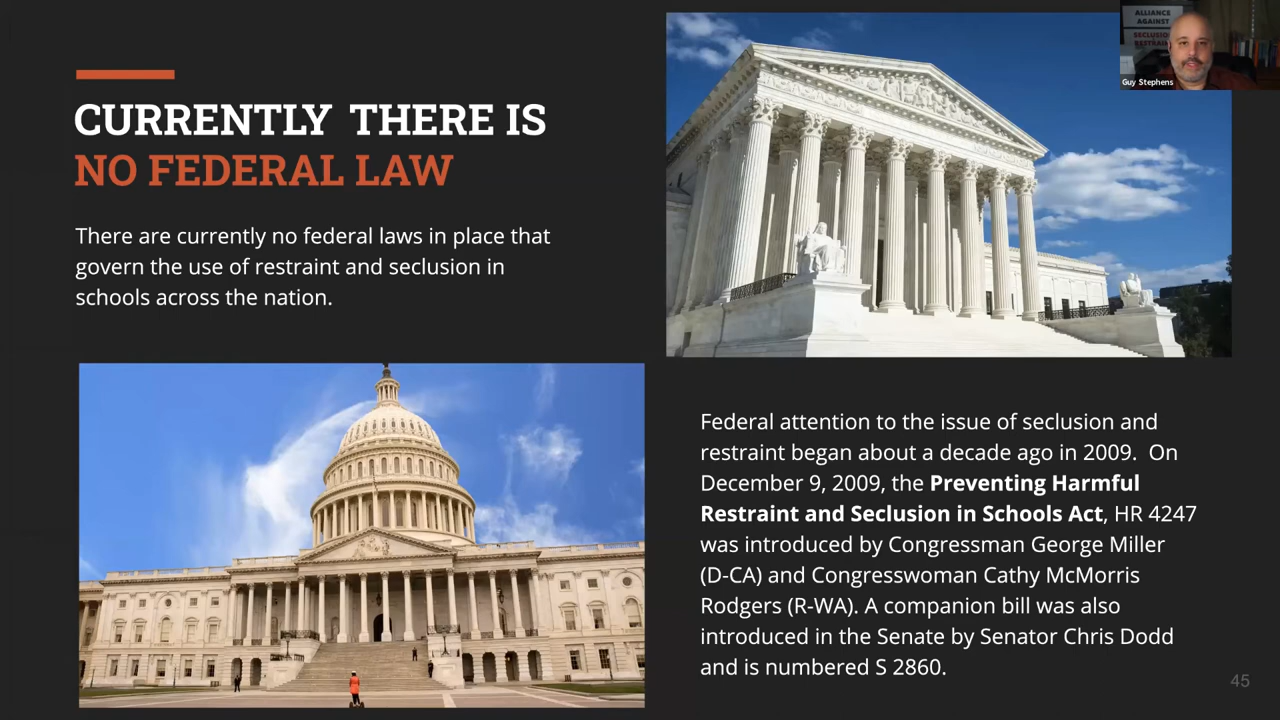 CURRENTLY THERE IS
NO FEDERAL LAW
There are currently no federal laws in place that
govern the use of restraint and seclusion in
schools across the nation.
ALLIANCE
AGAINST
SECLUSION
RESTRAINT
Guy Stephens
Federal attention to the issue of seclusion and
restraint began about a decade ago in 2009. On
December 9, 2009, the Preventing Harmful
Restraint and Seclusion in Schools Act, HR 4247
was introduced by Congressman George Miller
(D-CA) and Congresswoman Cathy McMorris
Rodgers (R-WA). A companion bill was also
introduced in the Senate by Senator Chris Dodd
and is numbered S 2860.
45